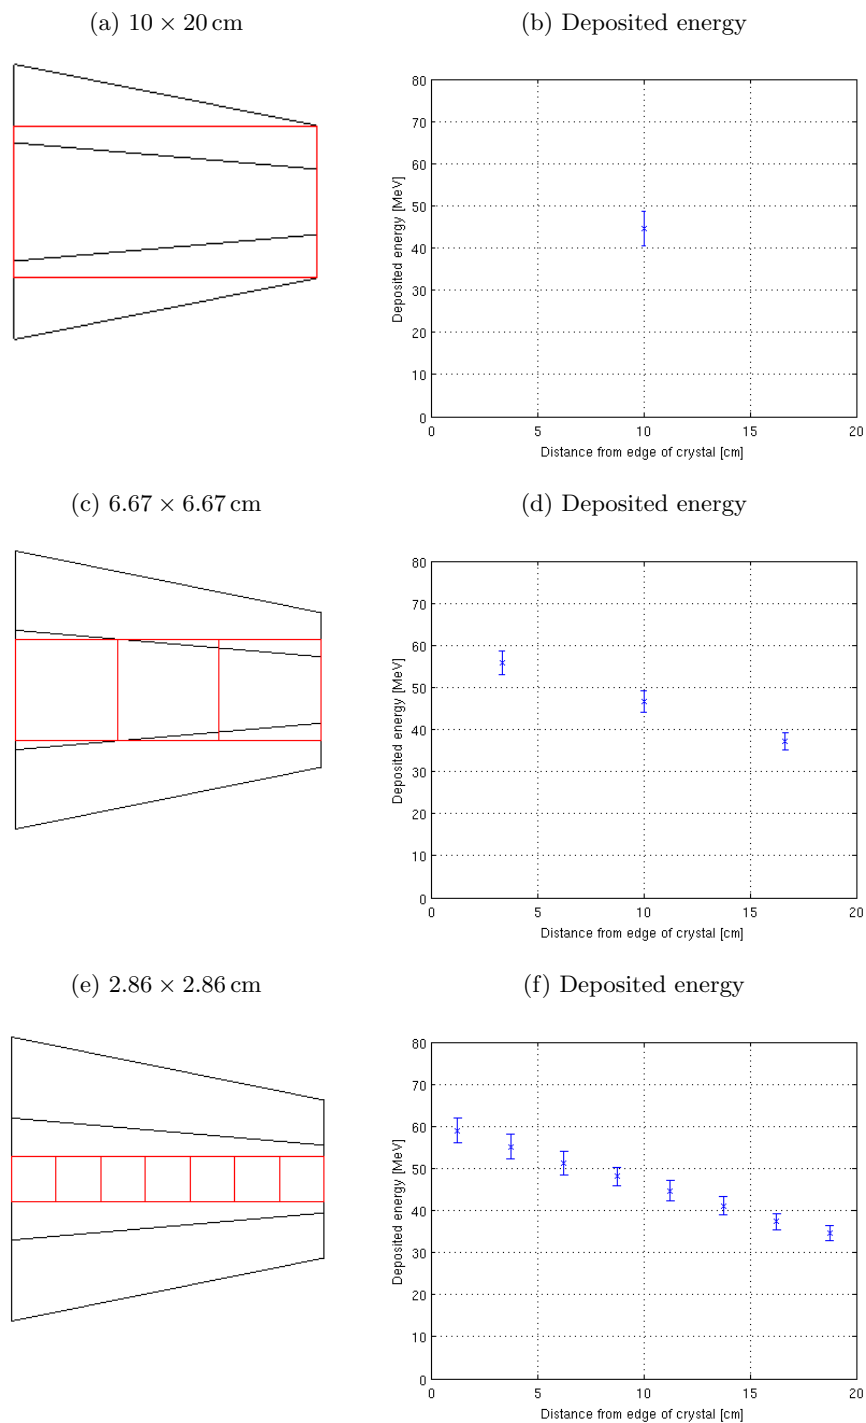 (a) 10 × 20 cm
(b) Deposited energy
80
70
60
50
40
30
20
10
0
Deposited energy [MeV]
0 5 10 15 20
Distance from edge of crystal [cm]
(c) 6.67 × 6.67 cm
(d) Deposited energy
80
70
60
50
40
30
20
10
0
Deposited energy [MeV]
0 5 10 15 20
Distance from edge of crystal [cm]
(e) 2.86 × 2.86 cm
(f) Deposited energy
80
70
60
50
40
30
20
10
0
Deposited energy [MeV]
0 5 10 15 20
Distance from edge of crystal [cm]